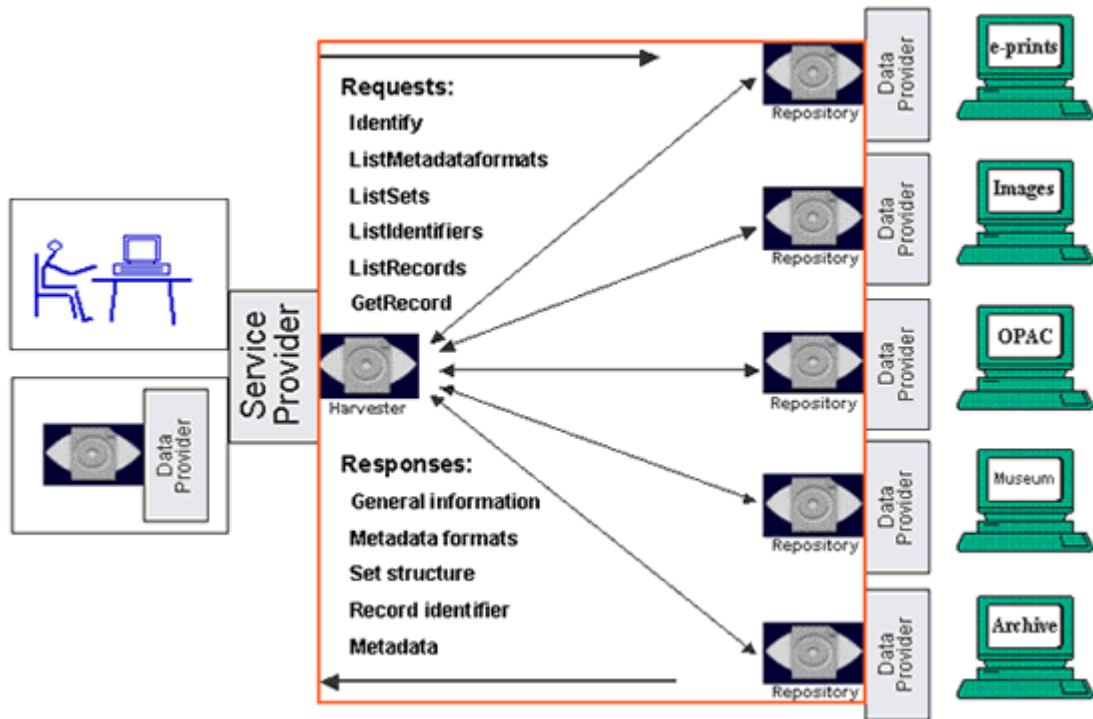 Requests:
Identify
ListMetadataformats
ListSets
ListIdentifiers
ListRecords
GetRecord
Service
Provider
Harvester
Data
Provider
Responses:
General information
Metadata formats
Set structure
Record identifier
Metadata
Repository
Data
Provider
e-prints
Repository
Data
Provider
Images
Repository
Data
Provider
OPAC
Repository
Data
Provider
Museum
Repository
Data
Provider
Archive